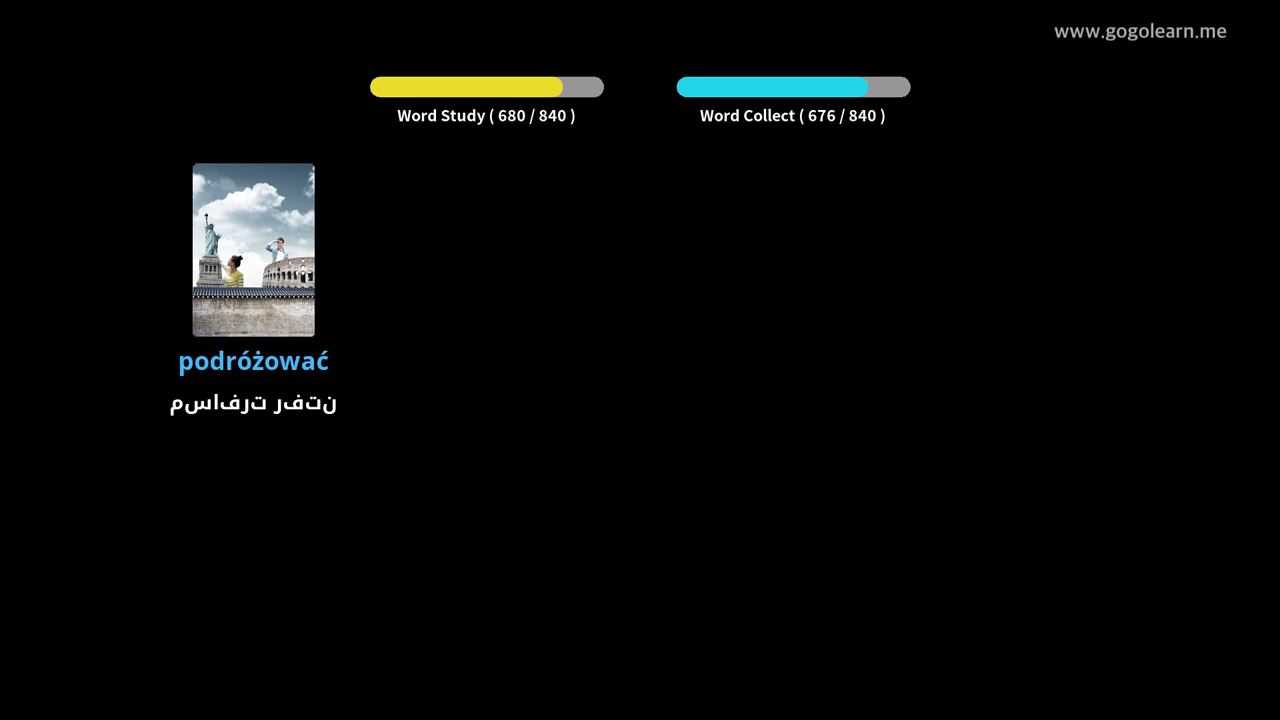 www.gogolearn.me
Word Study ( 680 / 840 )
Word Collect ( 676 / 840 )
podróżować
نتفر ترفاسم